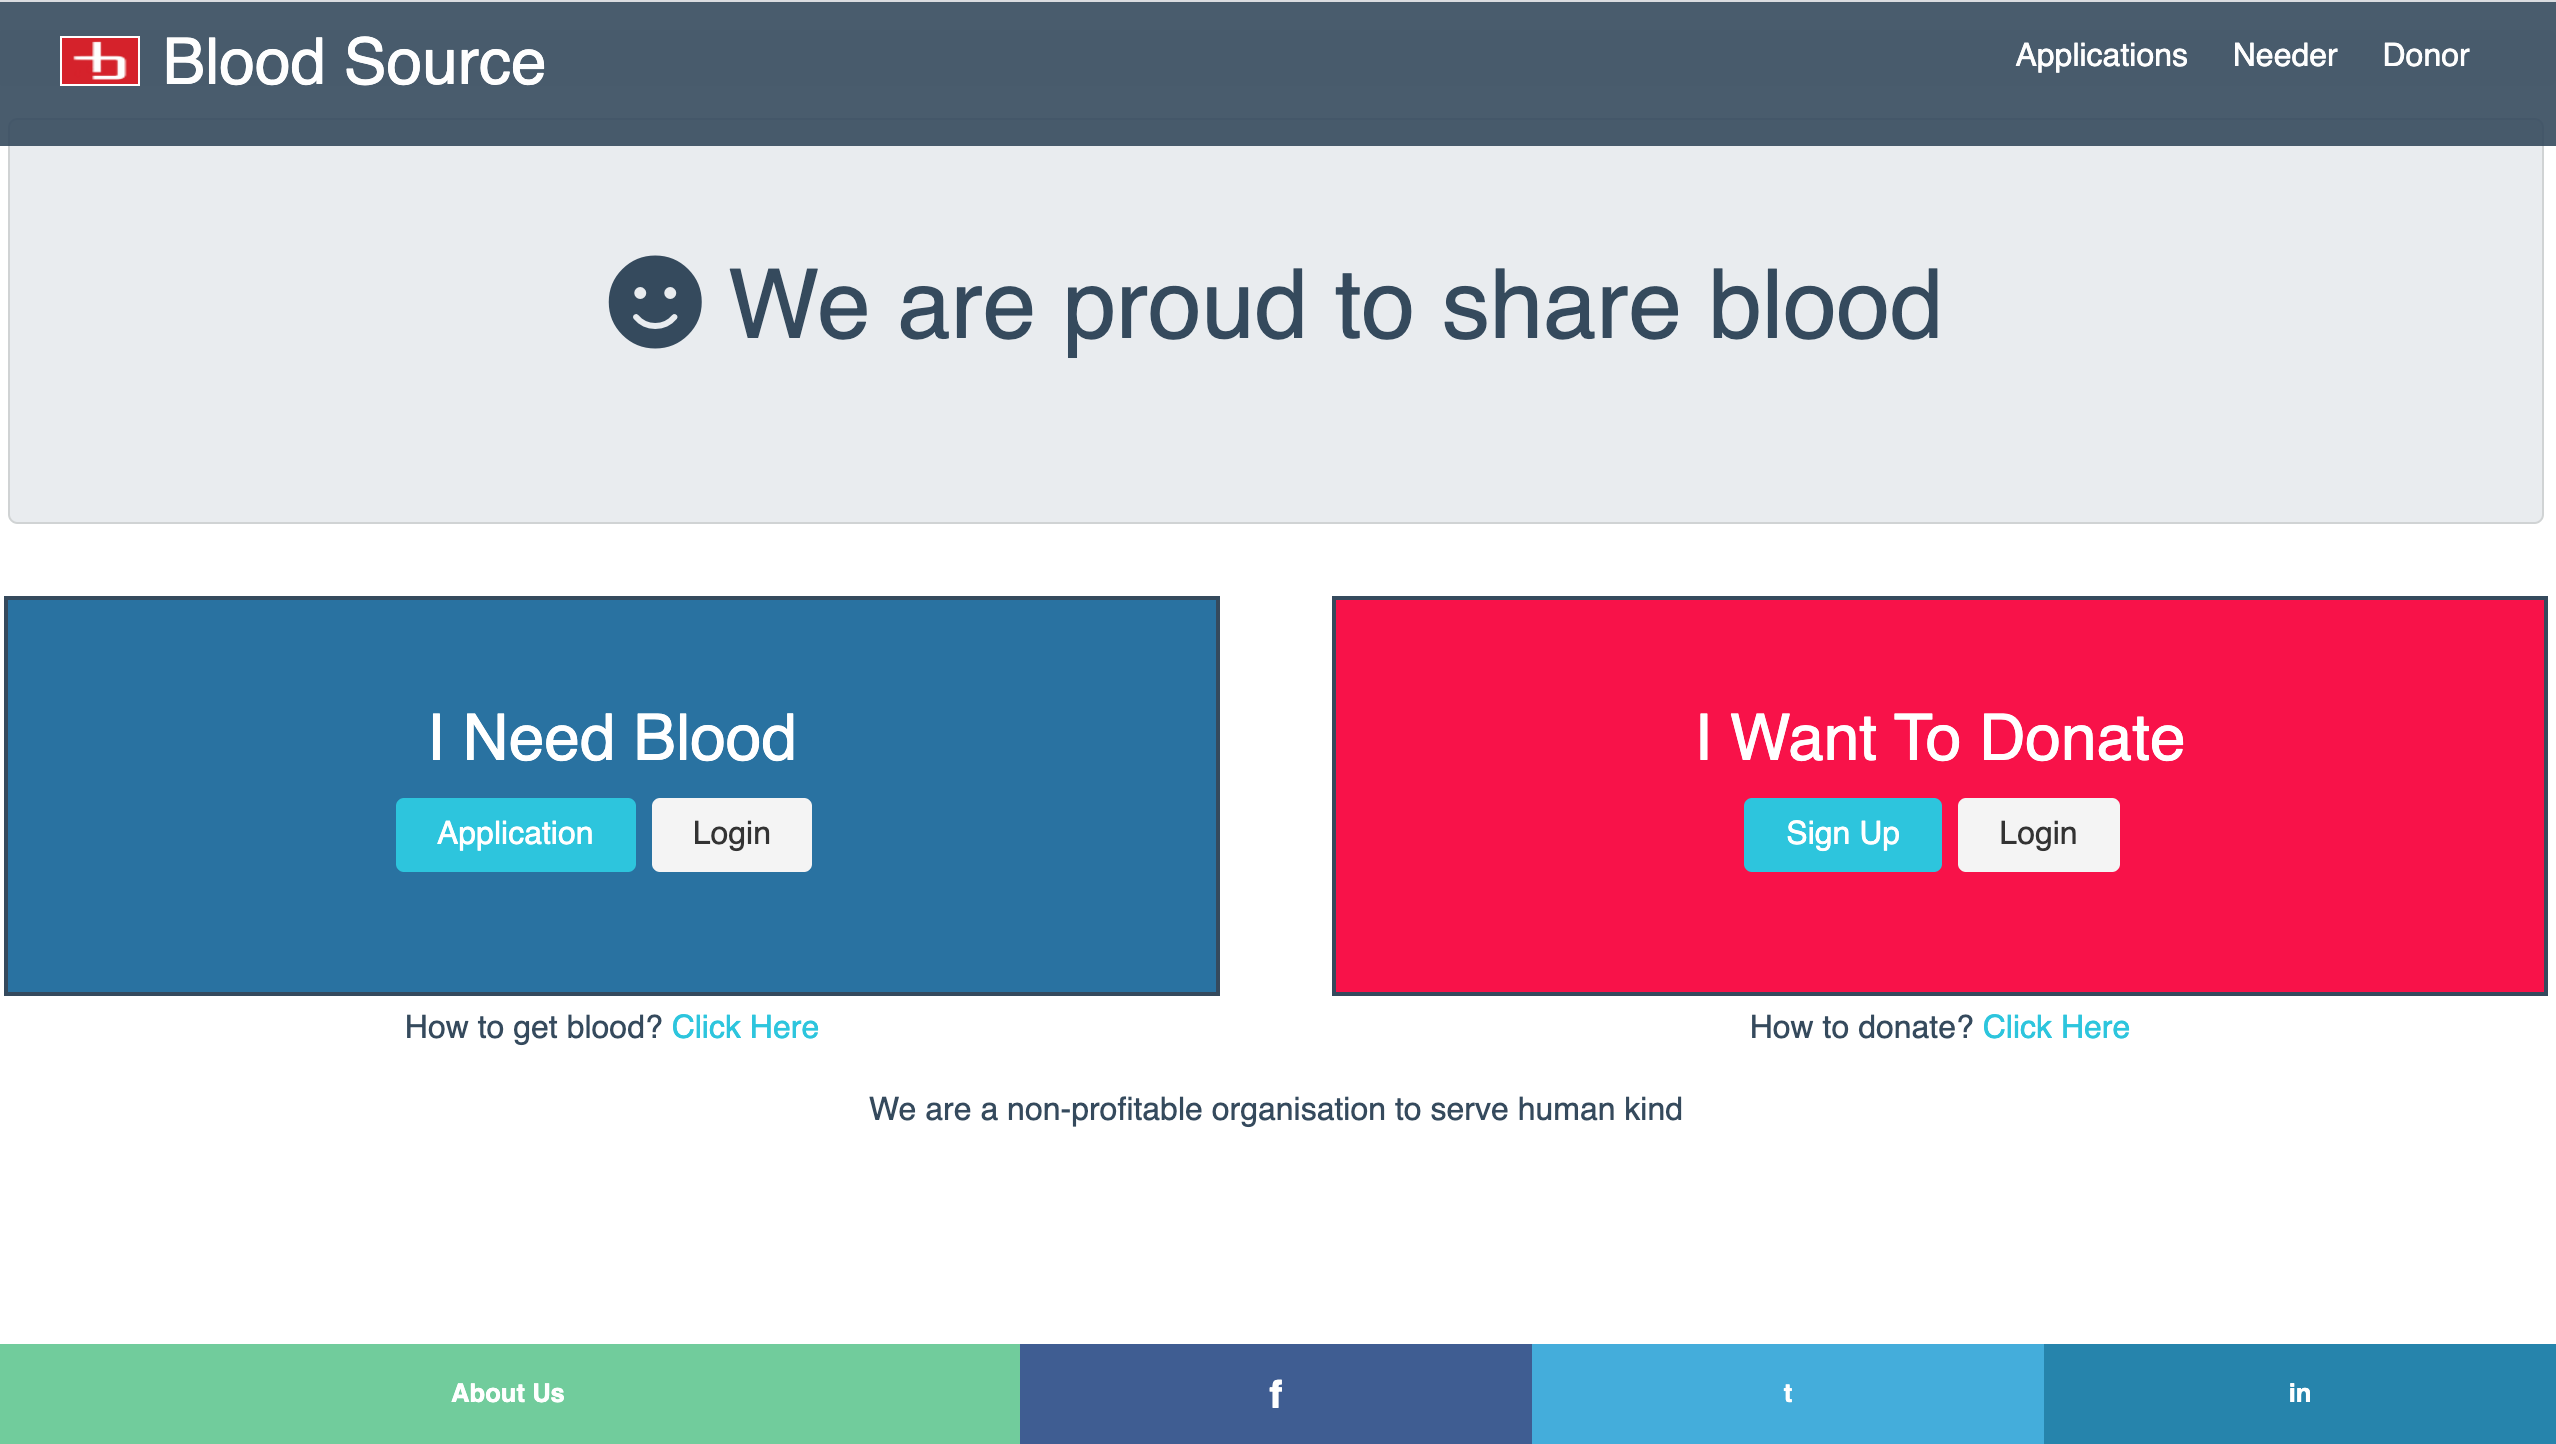 Blood Source
Applications Needer Donor
We are proud to share blood
I Need Blood
Application Login
I Want To Donate
Sign Up Login
How to get blood? Click Here
How to donate? Click Here
We are a non-profitable organisation to serve human kind
About Us
f
t
in